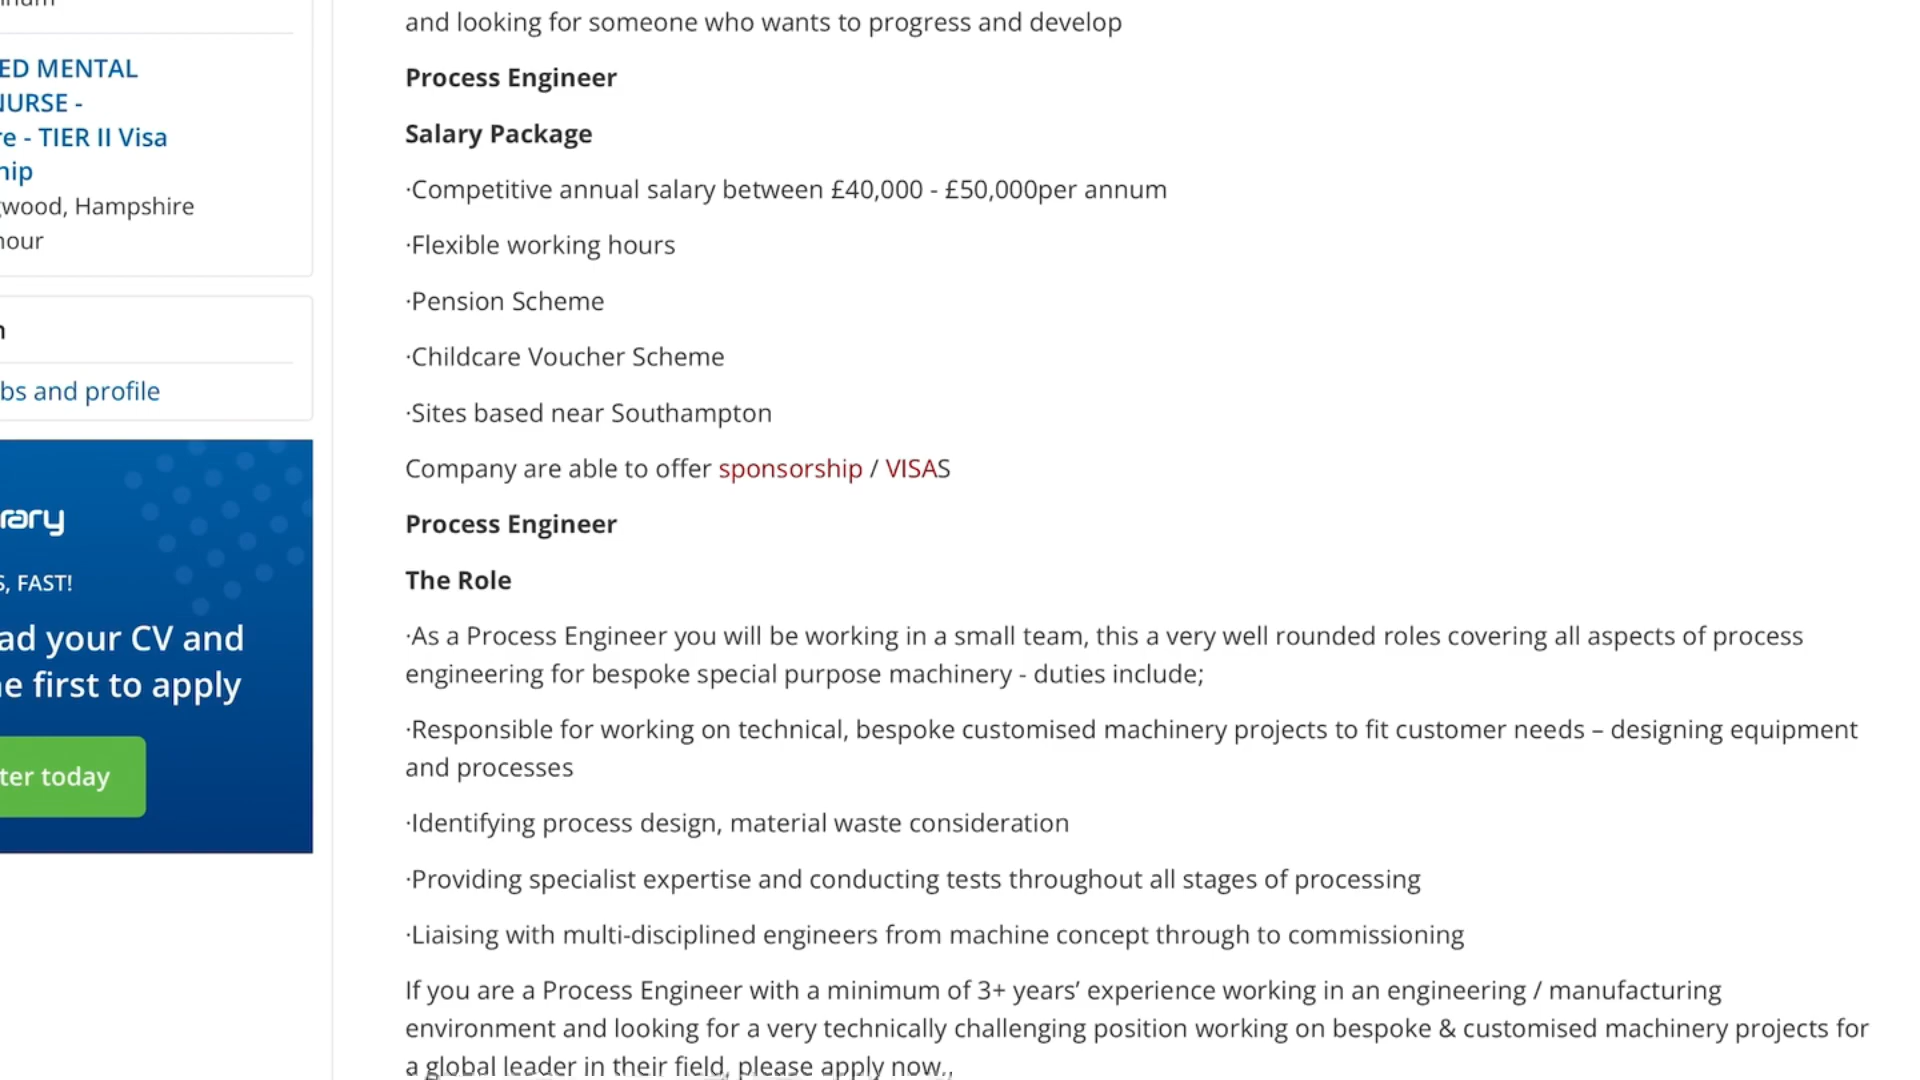 ED MENTAL
NURSE -
re - TIER II Visa
hip
gwood, Hampshire
hour
bs and profile
rary
S, FAST!
ad your CV and
e first to apply
ter today
and looking for someone who wants to progress and develop
Process Engineer
Salary Package
·Competitive annual salary between £40,000 - £50,000per annum
·Flexible working hours
·Pension Scheme
·Childcare Voucher Scheme
·Sites based near Southampton
Company are able to offer sponsorship / VISAS
Process Engineer
The Role
·As a Process Engineer you will be working in a small team, this a very well rounded roles covering all aspects of process
engineering for bespoke special purpose machinery - duties include;
·Responsible for working on technical, bespoke customised machinery projects to fit customer needs – designing equipment
and processes
·Identifying process design, material waste consideration
·Providing specialist expertise and conducting tests throughout all stages of processing
·Liaising with multi-disciplined engineers from machine concept through to commissioning
If you are a Process Engineer with a minimum of 3+ years’ experience working in an engineering / manufacturing
environment and looking for a very technically challenging position working on bespoke & customised machinery projects for
a global leader in their field, please apply now..